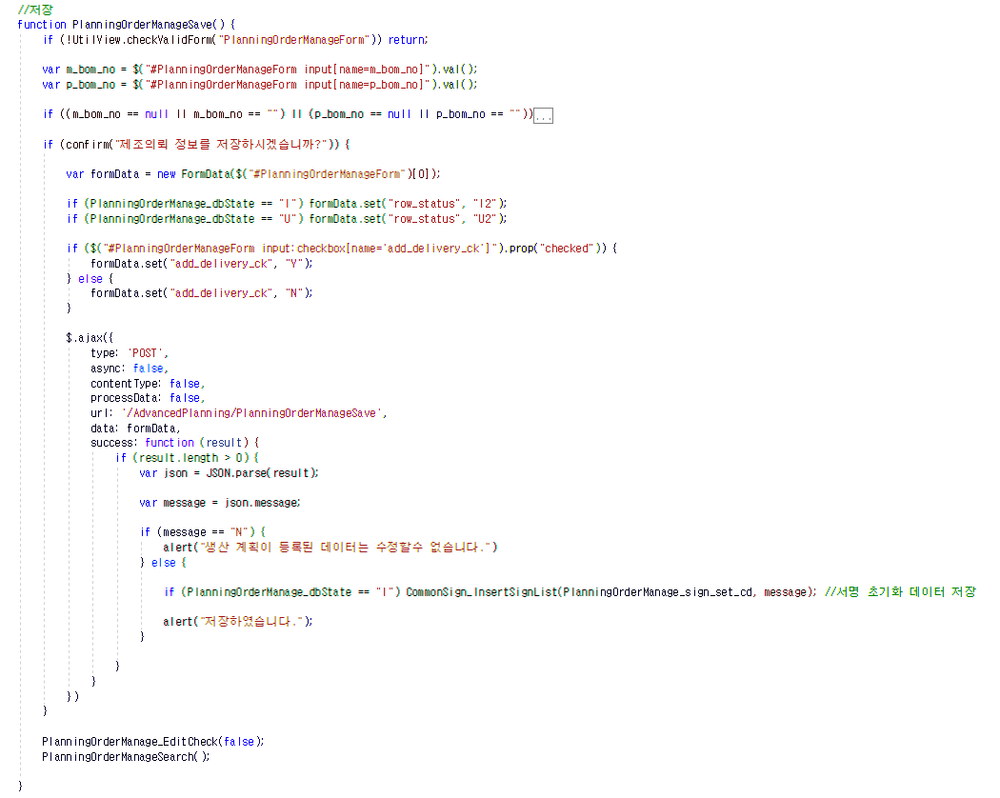 //저장
function PlanningOrderManageSave() {
if (!UtilView.checkValidForm("PlanningOrderManageForm")) return;
var m_bom_no = $("#PlanningOrderManageForm input[name=m_bom_no]").val();
var p_bom_no = $("#PlanningOrderManageForm input[name=p_bom_no]").val();
if ((m_bom_no == null || m_bom_no == "") || (p_bom_no == null || p_bom_no == ""))...
if (confirm("제조의뢰 정보를 저장하시겠습니까?")) {
var formData = new FormData($("#PlanningOrderManageForm")[0]);
if (PlanningOrderManage_dbState == "I") formData.set("row_status", "I2");
if (PlanningOrderManage_dbState == "U") formData.set("row_status", "U2");
if ($("#PlanningOrderManageForm input:checkbox[name='add_delivery_ck']").prop("checked")) {
formData.set("add_delivery_ck", "Y");
} else {
formData.set("add_delivery_ck", "N");
}
$.ajax({
type: 'POST',
async: false,
contentType: false,
processData: false,
url: '/AdvancedPlanning/PlanningOrderManageSave',
data: formData,
success: function (result) {
if (result.length > 0) {
var json = JSON.parse(result);
var message = json.message;
if (message == "N") {
alert("생산 계획이 등록된 데이터는 수정할수 없습니다.")
} else {
if (PlanningOrderManage_dbState == "I") CommonSign_InsertSignList(PlanningOrderManage_sign_set_cd, message); //서명 초기화 데이터 저장
alert("저장하였습니다.");
}
}
}
})
}
PlanningOrderManage_EditCheck(false);
PlanningOrderManageSearch();
}